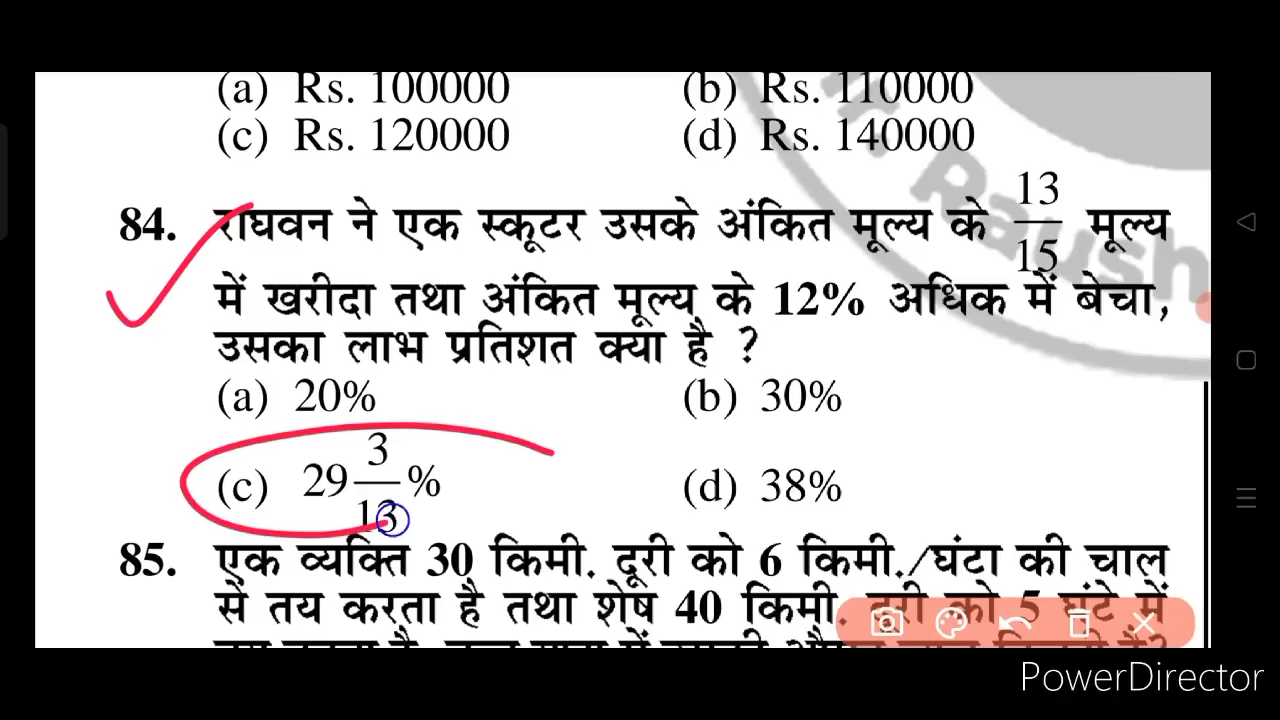 (a) Rs. 100000 (b) Rs. 110000
(c) Rs. 120000 (d) Rs. 140000
84. राघवन ने एक स्कूटर उसके अंकित मूल्य के 13/15 मूल्य
में खरीदा तथा अंकित मूल्य के 12% अधिक में बेचा,
उसका लाभ प्रतिशत क्या है ?
(a) 20% (b) 30%
(c) 29 3/13 % (d) 38%
85. एक व्यक्ति 30 किमी. दूरी को 6 किमी./घंटा की चाल
से तय करता है तथा शेष 40 किमी. दूरी को 5 घंटे में
PowerDirector